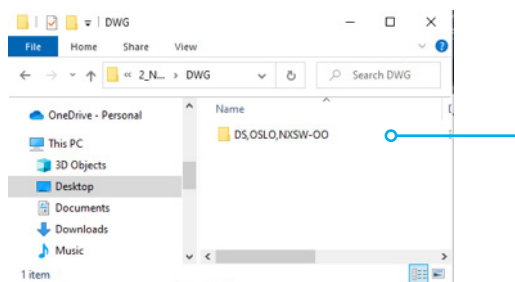 DWG
File Home Share View
« 2_N... › DWG Search DWG
Name
OneDrive - Personal
DS,OSLO,NXSW-OO
This PC
3D Objects
Desktop
Documents
Downloads
Music
1 item